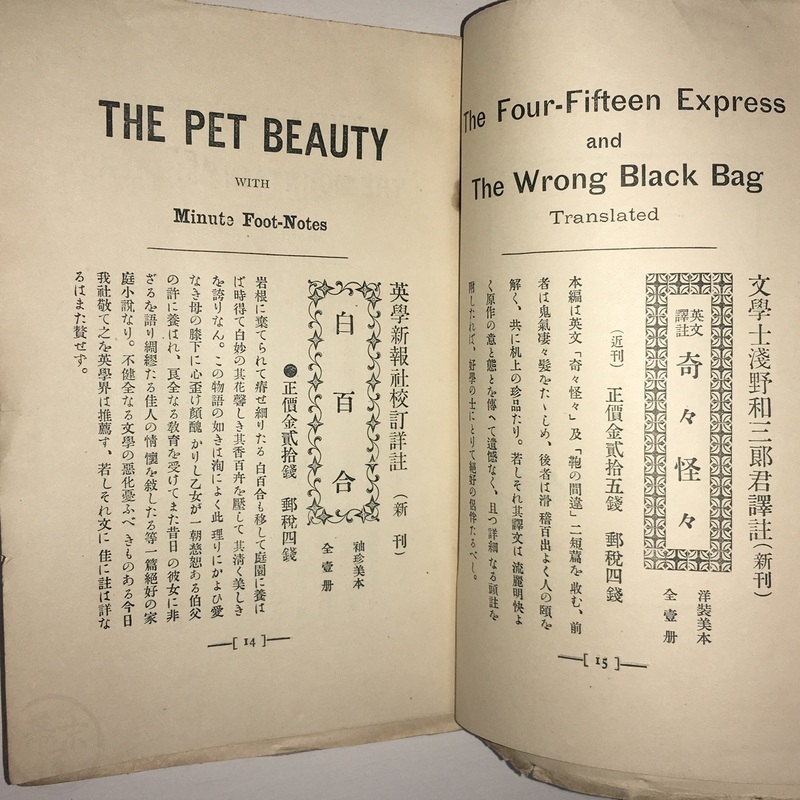 THE PET BEAUTY
WITH
Minute Foot-Notes
英學新報社校訂詳註 (新刊)
白百合
袖珍美本
全壹册
●正價金貳拾錢 郵稅四錢
岩根に棄てられて瘠せ細りたる白百合も移して庭園に養は
ば時得て白妙の其花馨しき其香百卉を壓して其淸く美しき
を誇りなん。この物語の如きは洵によく此理りにかよひ愛
なき母の膝下に心歪け顏醜かりし乙女が一朝慈恕ある伯父
の許に養はれ、良全なる敎育を受けてまた昔日の彼女に非
ざるを語り綢繆たる佳人の情懷を敍したる等一篇絕好の家
庭小說なり。不健全なる文學の惡化憂ふべきものある今日
我社敬て之を英學界は推薦す、若しそれ文に佳に註は詳な
るはまた贅せず。
[ 14 ]
The Four-Fifteen Express
and
The Wrong Black Bag
Translated
文學士淺野和三郞君譯註(新刊)
英文譯註 奇々怪々
洋裝美本
全壹册
(近刊) 正價金貳拾五錢 郵稅四錢
本編は英文「奇々怪々」及「鞄の間違」二短篇を收む、前
者は鬼氣凄々髮をたゝしめ、後者は滑稽百出よく人の頤を
解く、共に机上の珍品たり。若しそれ其譯文は流麗明快よ
く原作の意と態とを傳へて遺憾なく、且つ詳細なる頭註を
附したれば、好學の士にとりて絕好の侶伴たるべし。
[ 15 ]